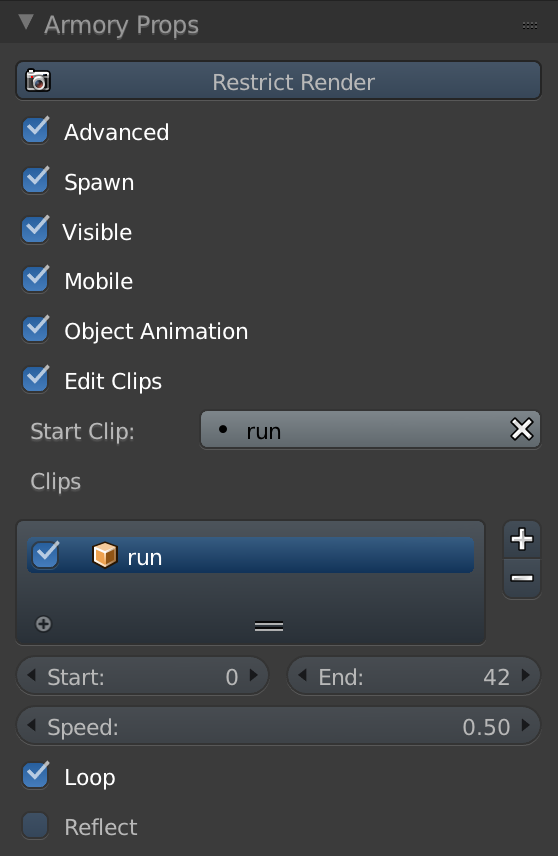 Armory Props
Restrict Render
Advanced
Spawn
Visible
Mobile
Object Animation
Edit Clips
Start Clip: run
Clips
run
Start: 0 End: 42
Speed: 0.50
Loop
Reflect